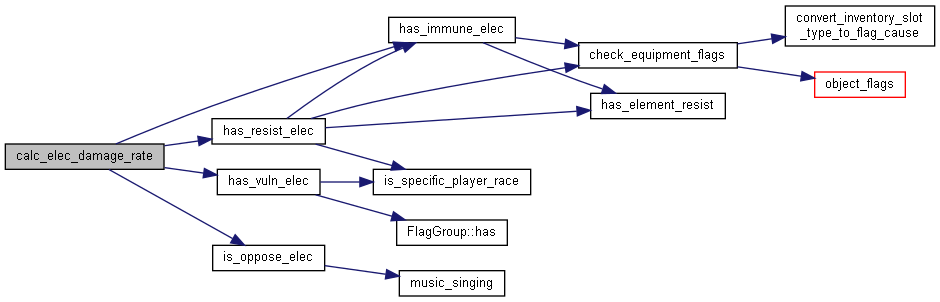 calc_elec_damage_rate
has_immune_elec
has_resist_elec
has_vuln_elec
is_oppose_elec
check_equipment_flags
has_element_resist
is_specific_player_race
FlagGroup::has
music_singing
convert_inventory_slot
_type_to_flag_cause
object_flags